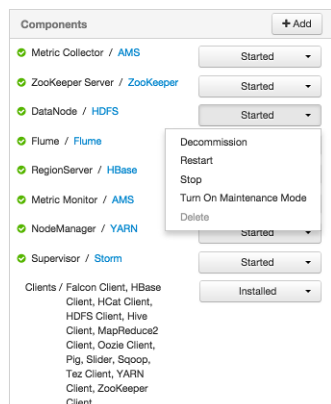 Components
+ Add
Metric Collector / AMS
Started
ZooKeeper Server / ZooKeeper
Started
DataNode / HDFS
Started
Flume / Flume
Decommission
Restart
RegionServer / HBase
Stop
Metric Monitor / AMS
Turn On Maintenance Mode
Delete
NodeManager / YARN
Started
Supervisor / Storm
Started
Clients / Falcon Client, HBase
Installed
Client, HCat Client,
HDFS Client, Hive
Client, MapReduce2
Client, Oozie Client,
Pig, Slider, Sqoop,
Tez Client, YARN
Client, ZooKeeper
Client